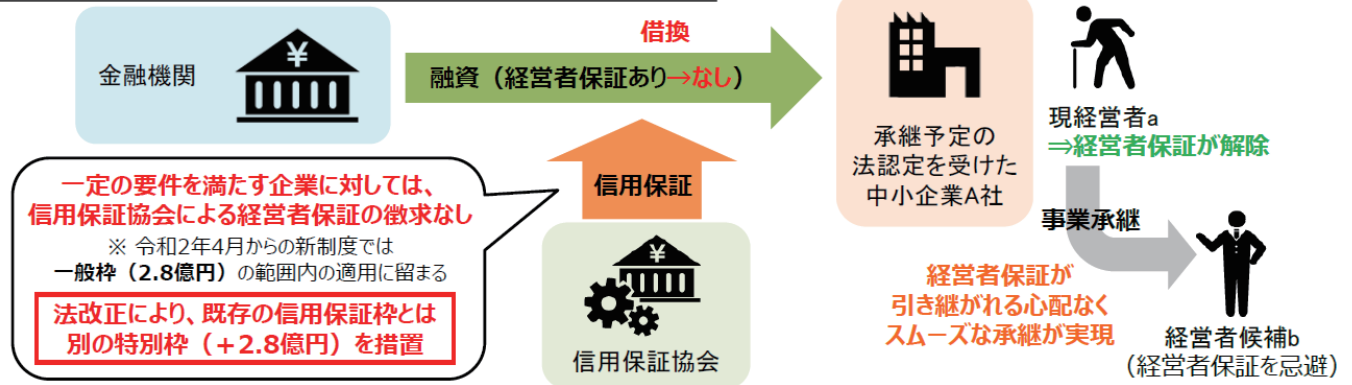 金融機関
¥
借換
融資（経営者保証あり→なし）
承継予定の
法認定を受けた
中小企業A社
現経営者a
⇒経営者保証が解除
一定の要件を満たす企業に対しては、
信用保証協会による経営者保証の徴求なし
※ 令和2年4月からの新制度では
一般枠（2.8億円）の範囲内の適用に留まる
法改正により、既存の信用保証枠とは
別の特別枠（＋2.8億円）を措置
信用保証
¥
信用保証協会
事業承継
経営者保証が
引き継がれる心配なく
スムーズな承継が実現
経営者候補b
（経営者保証を忌避）